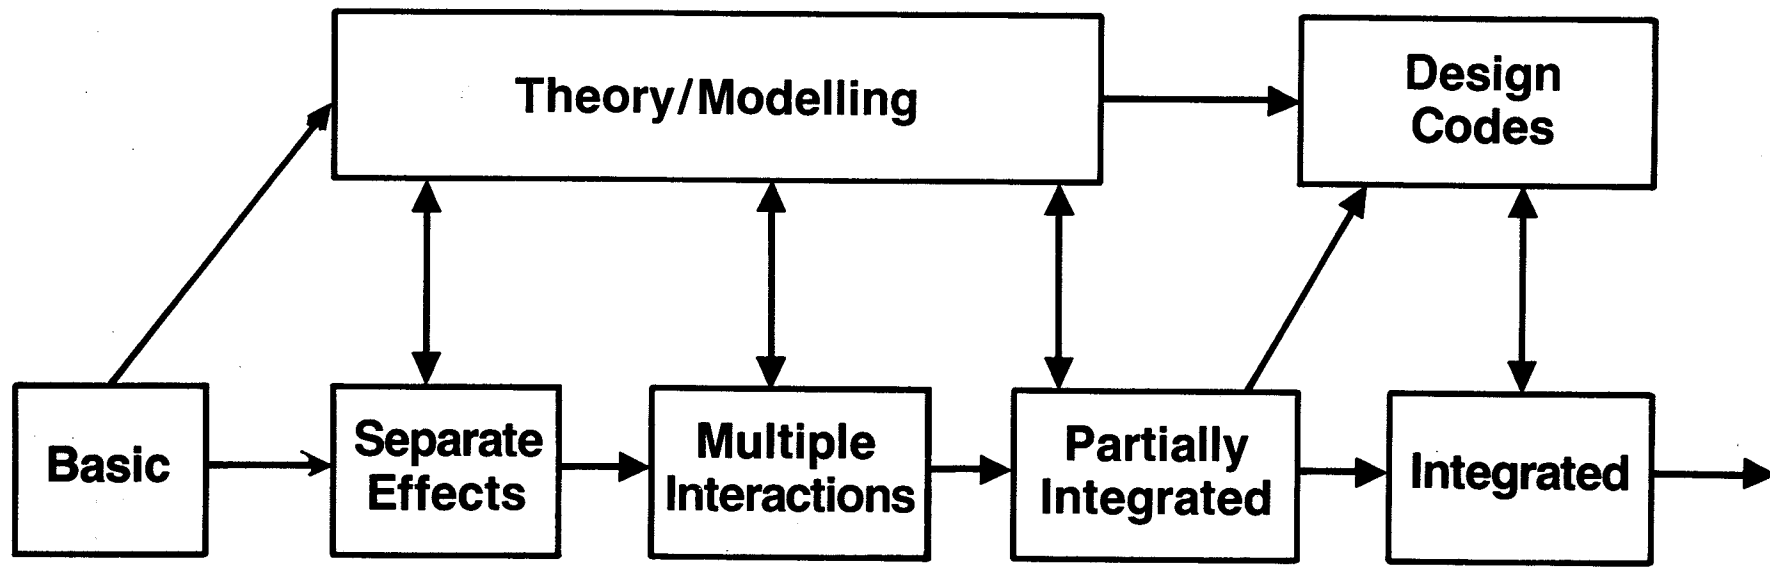 Theory/Modelling
Design
Codes
Basic
Separate
Effects
Multiple
Interactions
Partially
Integrated
Integrated